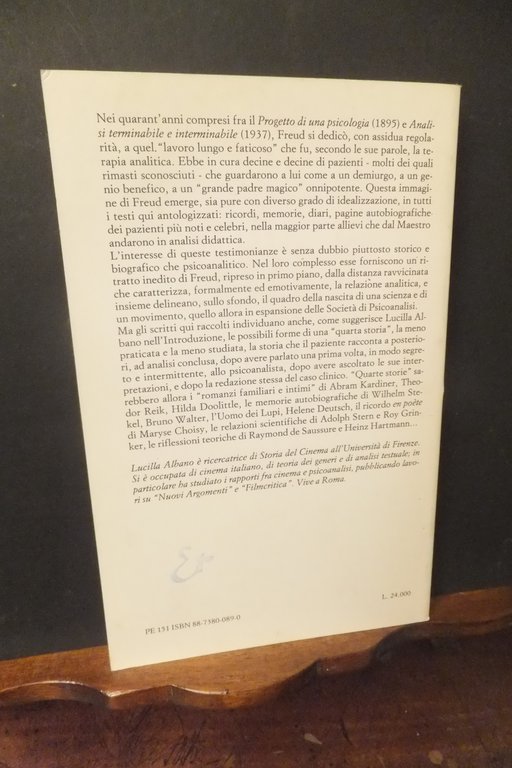 Nei quarant'anni compresi fra il Progetto di una psicologia (1895) e Anali-
si terminabile e interminabile (1937), Freud si dedicò, con assidua regola-
rità, a quel "lavoro lungo e faticoso" che fu, secondo le sue parole, la te-
rapia analitica. Ebbe in cura decine e decine di pazienti - molti dei quali
rimasti sconosciuti - che guardarono a lui come a un demiurgo, a un ge-
nio benefico, a un "grande padre magico" onnipotente. Questa immagi-
ne di Freud emerge, sia pure con diverso grado di idealizzazione, in tutti
i testi qui antologizzati: ricordi, memorie, diari, pagine autobiografiche
dei pazienti più noti e celebri, nella maggior parte allievi che dal Maestro
andarono in analisi didattica.
L'interesse di queste testimonianze è senza dubbio piuttosto storico e
biografico che psicoanalitico. Nel loro complesso esse forniscono un ri-
tratto inedito di Freud, ripreso in primo piano, dalla distanza ravvicinata
che caratterizza, formalmente ed emotivamente, la relazione analitica, e
insieme delineano, sullo sfondo, il quadro della nascita di una scienza e di
un movimento, quello allora in espansione delle Società di Psicoanalisi.
Ma gli scritti qui raccolti individuano anche, come suggerisce Lucilla Al-
bano nell'Introduzione, le possibili forme di una "quarta storia", la meno
praticata e la meno studiata, la storia che il paziente racconta a posterio-
ri, ad analisi conclusa, dopo avere parlato una prima volta, in modo segre-
to e intermittente, allo psicoanalista, dopo avere ascoltato le sue inter-
pretazioni, e dopo la redazione stessa del caso clinico. "Quarte storie" sa-
rebbero allora i "romanzi familiari e intimi" di Abram Kardiner, Theo-
dor Reik, Hilda Doolittle, le memorie autobiografiche di Wilhelm Ste-
kel, Bruno Walter, l'Uomo dei Lupi, Helene Deutsch, il ricordo en poète
di Maryse Choisy, le relazioni scientifiche di Adolph Stern e Roy Grin-
ker, le riflessioni teoriche di Raymond de Saussure e Heinz Hartmann...
Lucilla Albano è ricercatrice di Storia del Cinema all'Università di Firenze.
Si è occupata di cinema italiano, di teoria dei generi e di analisi testuale; in
particolare ha studiato i rapporti fra cinema e psicoanalisi, pubblicando lavo-
ri su "Nuovi Argomenti" e "Filmcritica". Vive a Roma.
L. 24.000
PE 151 ISBN 88-7380-089-0